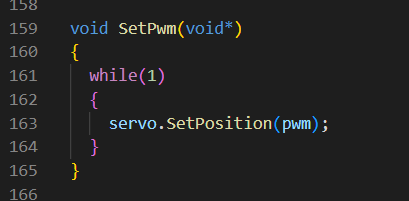 158
159 void SetPwm(void*)
160 {
161 while(1)
162 {
163 servo.SetPosition(pwm);
164 }
165 }
166